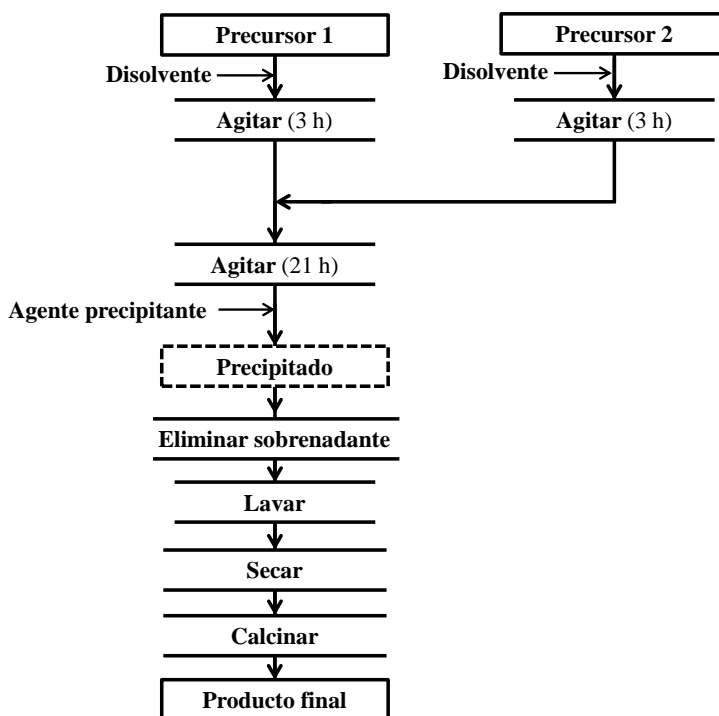 Precursor 1
Precursor 2
Disolvente
Disolvente
Agitar (3 h)
Agitar (3 h)
Agitar (21 h)
Agente precipitante
Precipitado
Eliminar sobrenadante
Lavar
Secar
Calcinar
Producto final